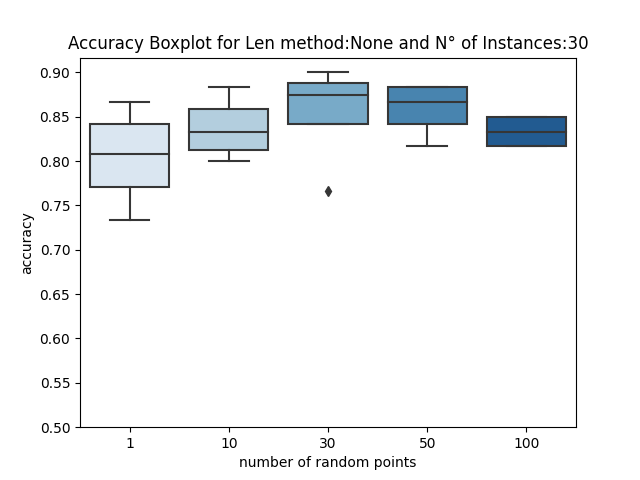 Accuracy Boxplot for Len method:None and N° of Instances:30
0.90
0.85
0.80
0.75
0.70
0.65
0.60
0.55
0.50
accuracy
1 10 30 50 100
number of random points